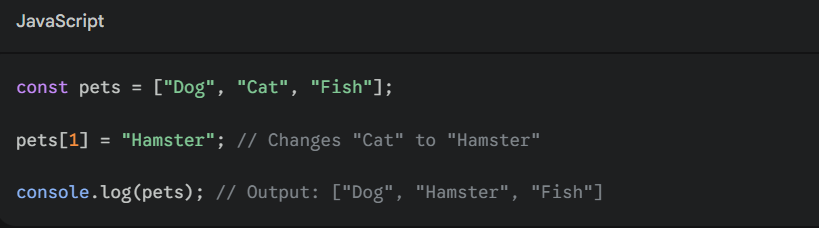 JavaScript
const pets = ["Dog", "Cat", "Fish"];
pets[1] = "Hamster"; // Changes "Cat" to "Hamster"
console.log(pets); // Output: ["Dog", "Hamster", "Fish"]